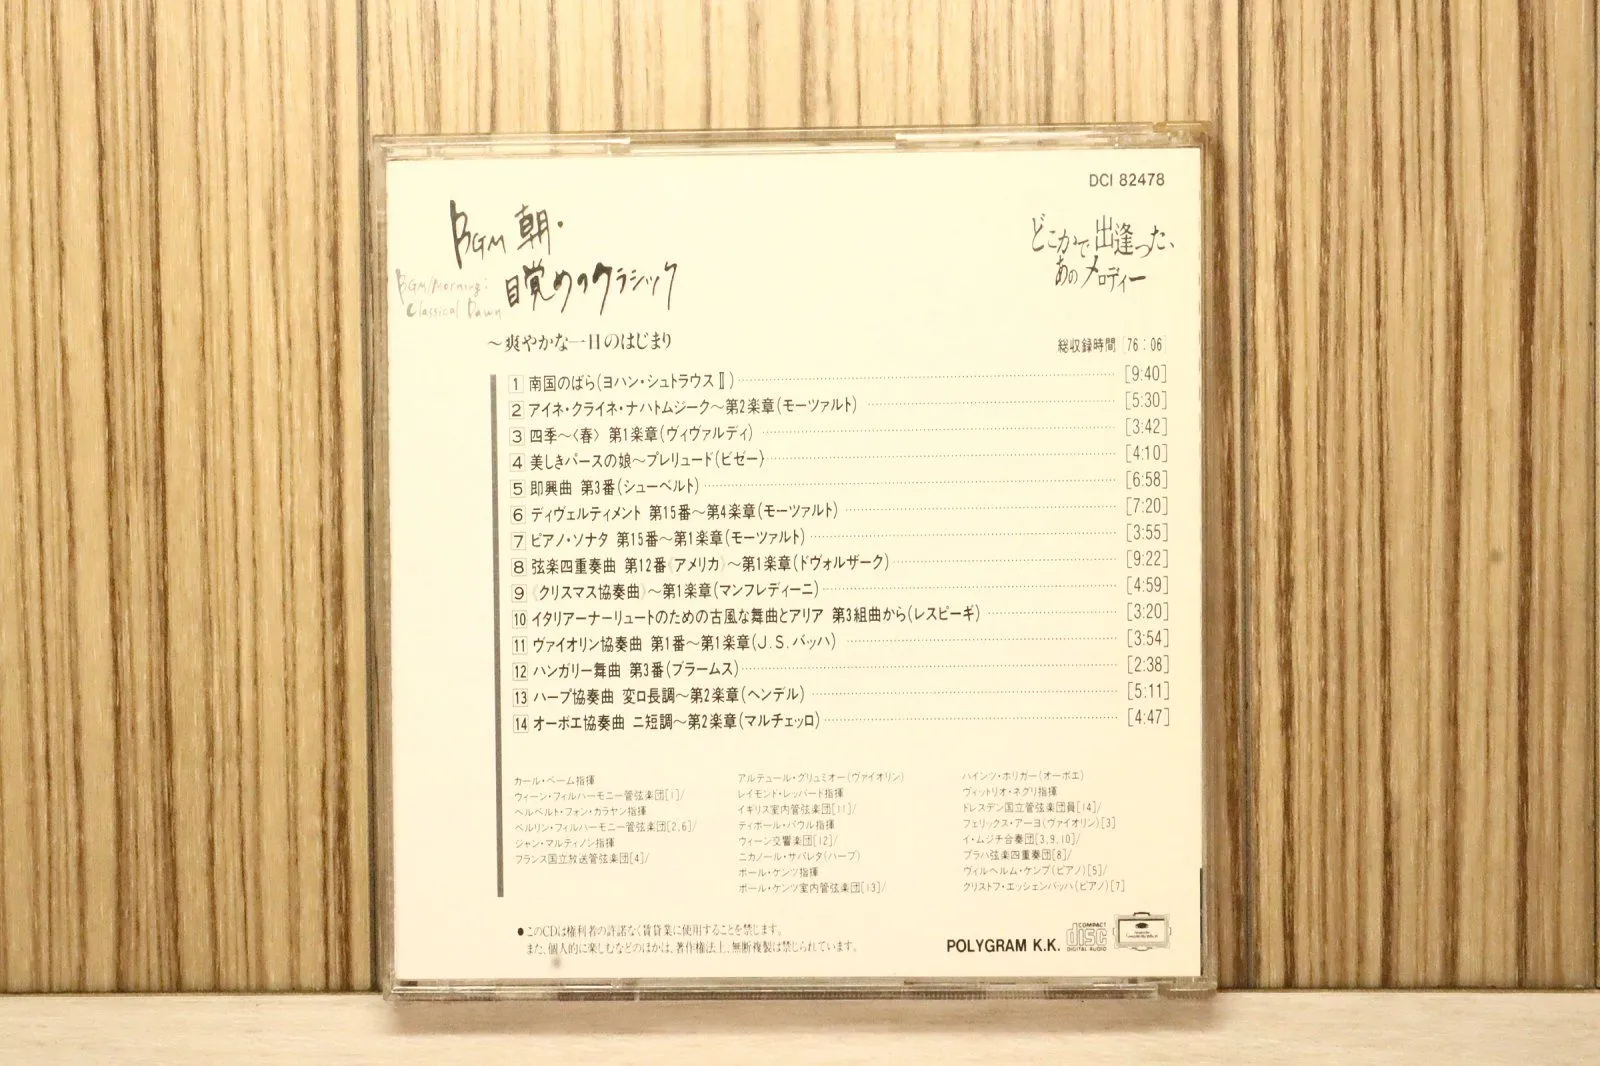 DCI 82478
BGM 朝・
目覚めのクラシック
BGM/Morning:
Classical Dawn
どこかで出逢った、
あのメロディー
～爽やかな一日のはじまり
総収録時間 [76:06]
1 南国のばら(ヨハン・シュトラウスⅡ) [9:40]
2 アイネ・クライネ・ナハトムジーク～第2楽章(モーツァルト) [5:30]
3 四季～〈春〉 第1楽章(ヴィヴァルディ) [3:42]
4 美しきパースの娘～プレリュード(ビゼー) [4:10]
5 即興曲 第3番(シューベルト) [6:58]
6 ディヴェルティメント 第15番～第4楽章(モーツァルト) [7:20]
7 ピアノ・ソナタ 第15番～第1楽章(モーツァルト) [3:55]
8 弦楽四重奏曲 第12番《アメリカ》～第1楽章(ドヴォルザーク) [9:22]
9 《クリスマス協奏曲》～第1楽章(マンフレディーニ) [4:59]
10 イタリアーナーリュートのための古風な舞曲とアリア 第3組曲から(レスピーギ) [3:20]
11 ヴァイオリン協奏曲 第1番～第1楽章(J.S.バッハ) [3:54]
12 ハンガリー舞曲 第3番(ブラームス) [2:38]
13 ハープ協奏曲 変ロ長調～第2楽章(ヘンデル) [5:11]
14 オーボエ協奏曲 ニ短調～第2楽章(マルチェッロ) [4:47]
カール・ベーム指揮
ウィーン・フィルハーモニー管弦楽団[1]/
ヘルベルト・フォン・カラヤン指揮
ベルリン・フィルハーモニー管弦楽団[2,6]/
ジャン・マルティノン指揮
フランス国立放送管弦楽団[4]/
アルテュール・グリュミオー(ヴァイオリン)
レイモンド・レッパード指揮
イギリス室内管弦楽団[11]/
ティボール・パウル指揮
ウィーン交響楽団[12]/
ニカノール・サバレタ(ハープ)
ポール・ケンツ指揮
ポール・ケンツ室内管弦楽団[13]/
ハインツ・ホリガー(オーボエ)
ヴィットリオ・ネグリ指揮
ドレスデン国立管弦楽団員[14]/
フェリックス・アーヨ(ヴァイオリン)[3]
イ・ムジチ合奏団[3,9,10]/
プラハ弦楽四重奏団[8]/
ヴィルヘルム・ケンプ(ピアノ)[5]/
クリストフ・エッシェンバッハ(ピアノ)[7]
●このCDは権利者の許諾なく賃貸業に使用することを禁じます。
また、個人的に楽しむなどのほかは、著作権法上、無断複製は禁じられています。
POLYGRAM K.K.
COMPACT
disc
DIGITAL AUDIO